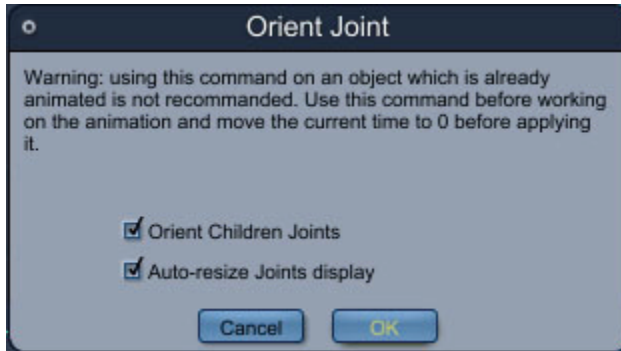 Orient Joint
Warning: using this command on an object which is already
animated is not recommanded. Use this command before working
on the animation and move the current time to 0 before applying
it.
Orient Children Joints
Auto-resize Joints display
Cancel
OK